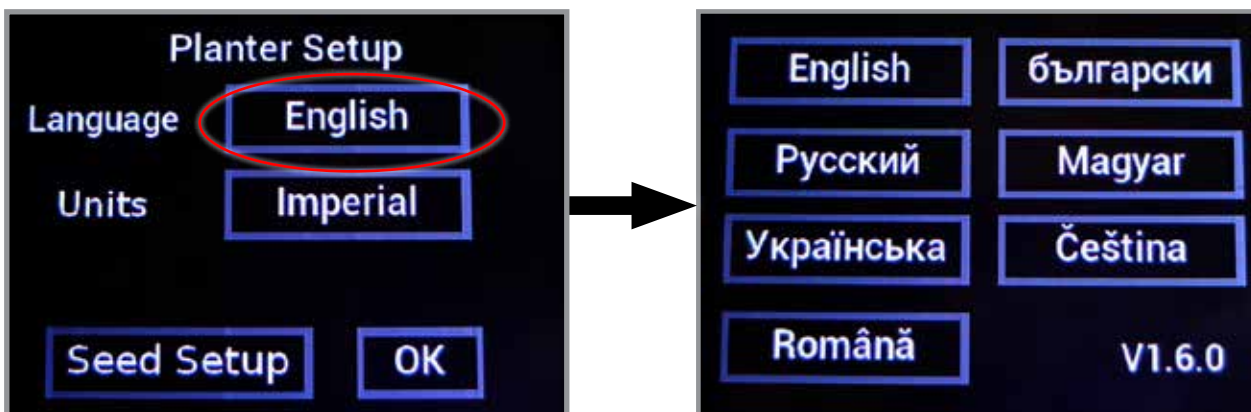 Planter Setup
Language English
Units Imperial
Seed Setup OK
English български
Русский Magyar
Українська Čeština
Română V1.6.0